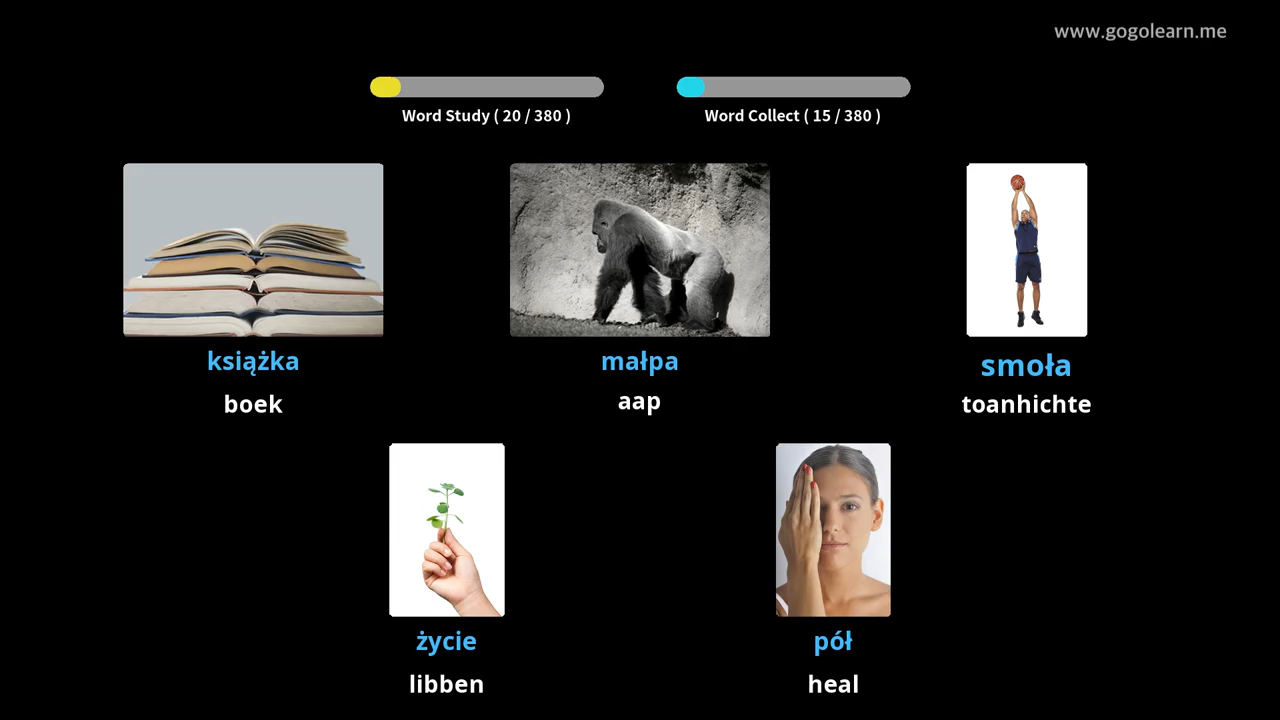 www.gogolearn.me
Word Study ( 20 / 380 )
Word Collect ( 15 / 380 )
książka
małpa
smoła
boek
aap
toanhichte
życie
pół
libben
heal